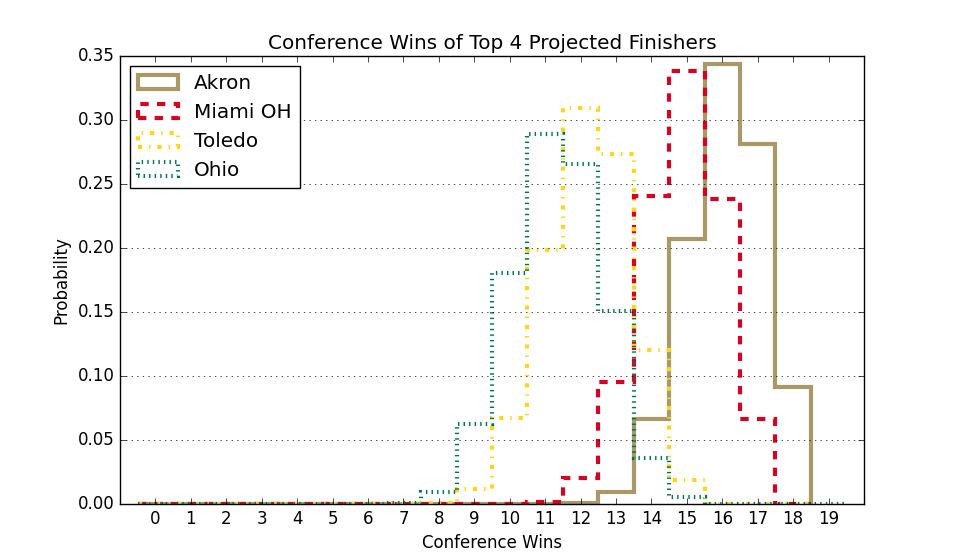 Conference Wins of Top 4 Projected Finishers
0.35
0.30
0.25
0.20
0.15
0.10
0.05
0.00
Probability
Akron
Miami OH
Toledo
Ohio
0 1 2 3 4 5 6 7 8 9 10 11 12 13 14 15 16 17 18 19
Conference Wins